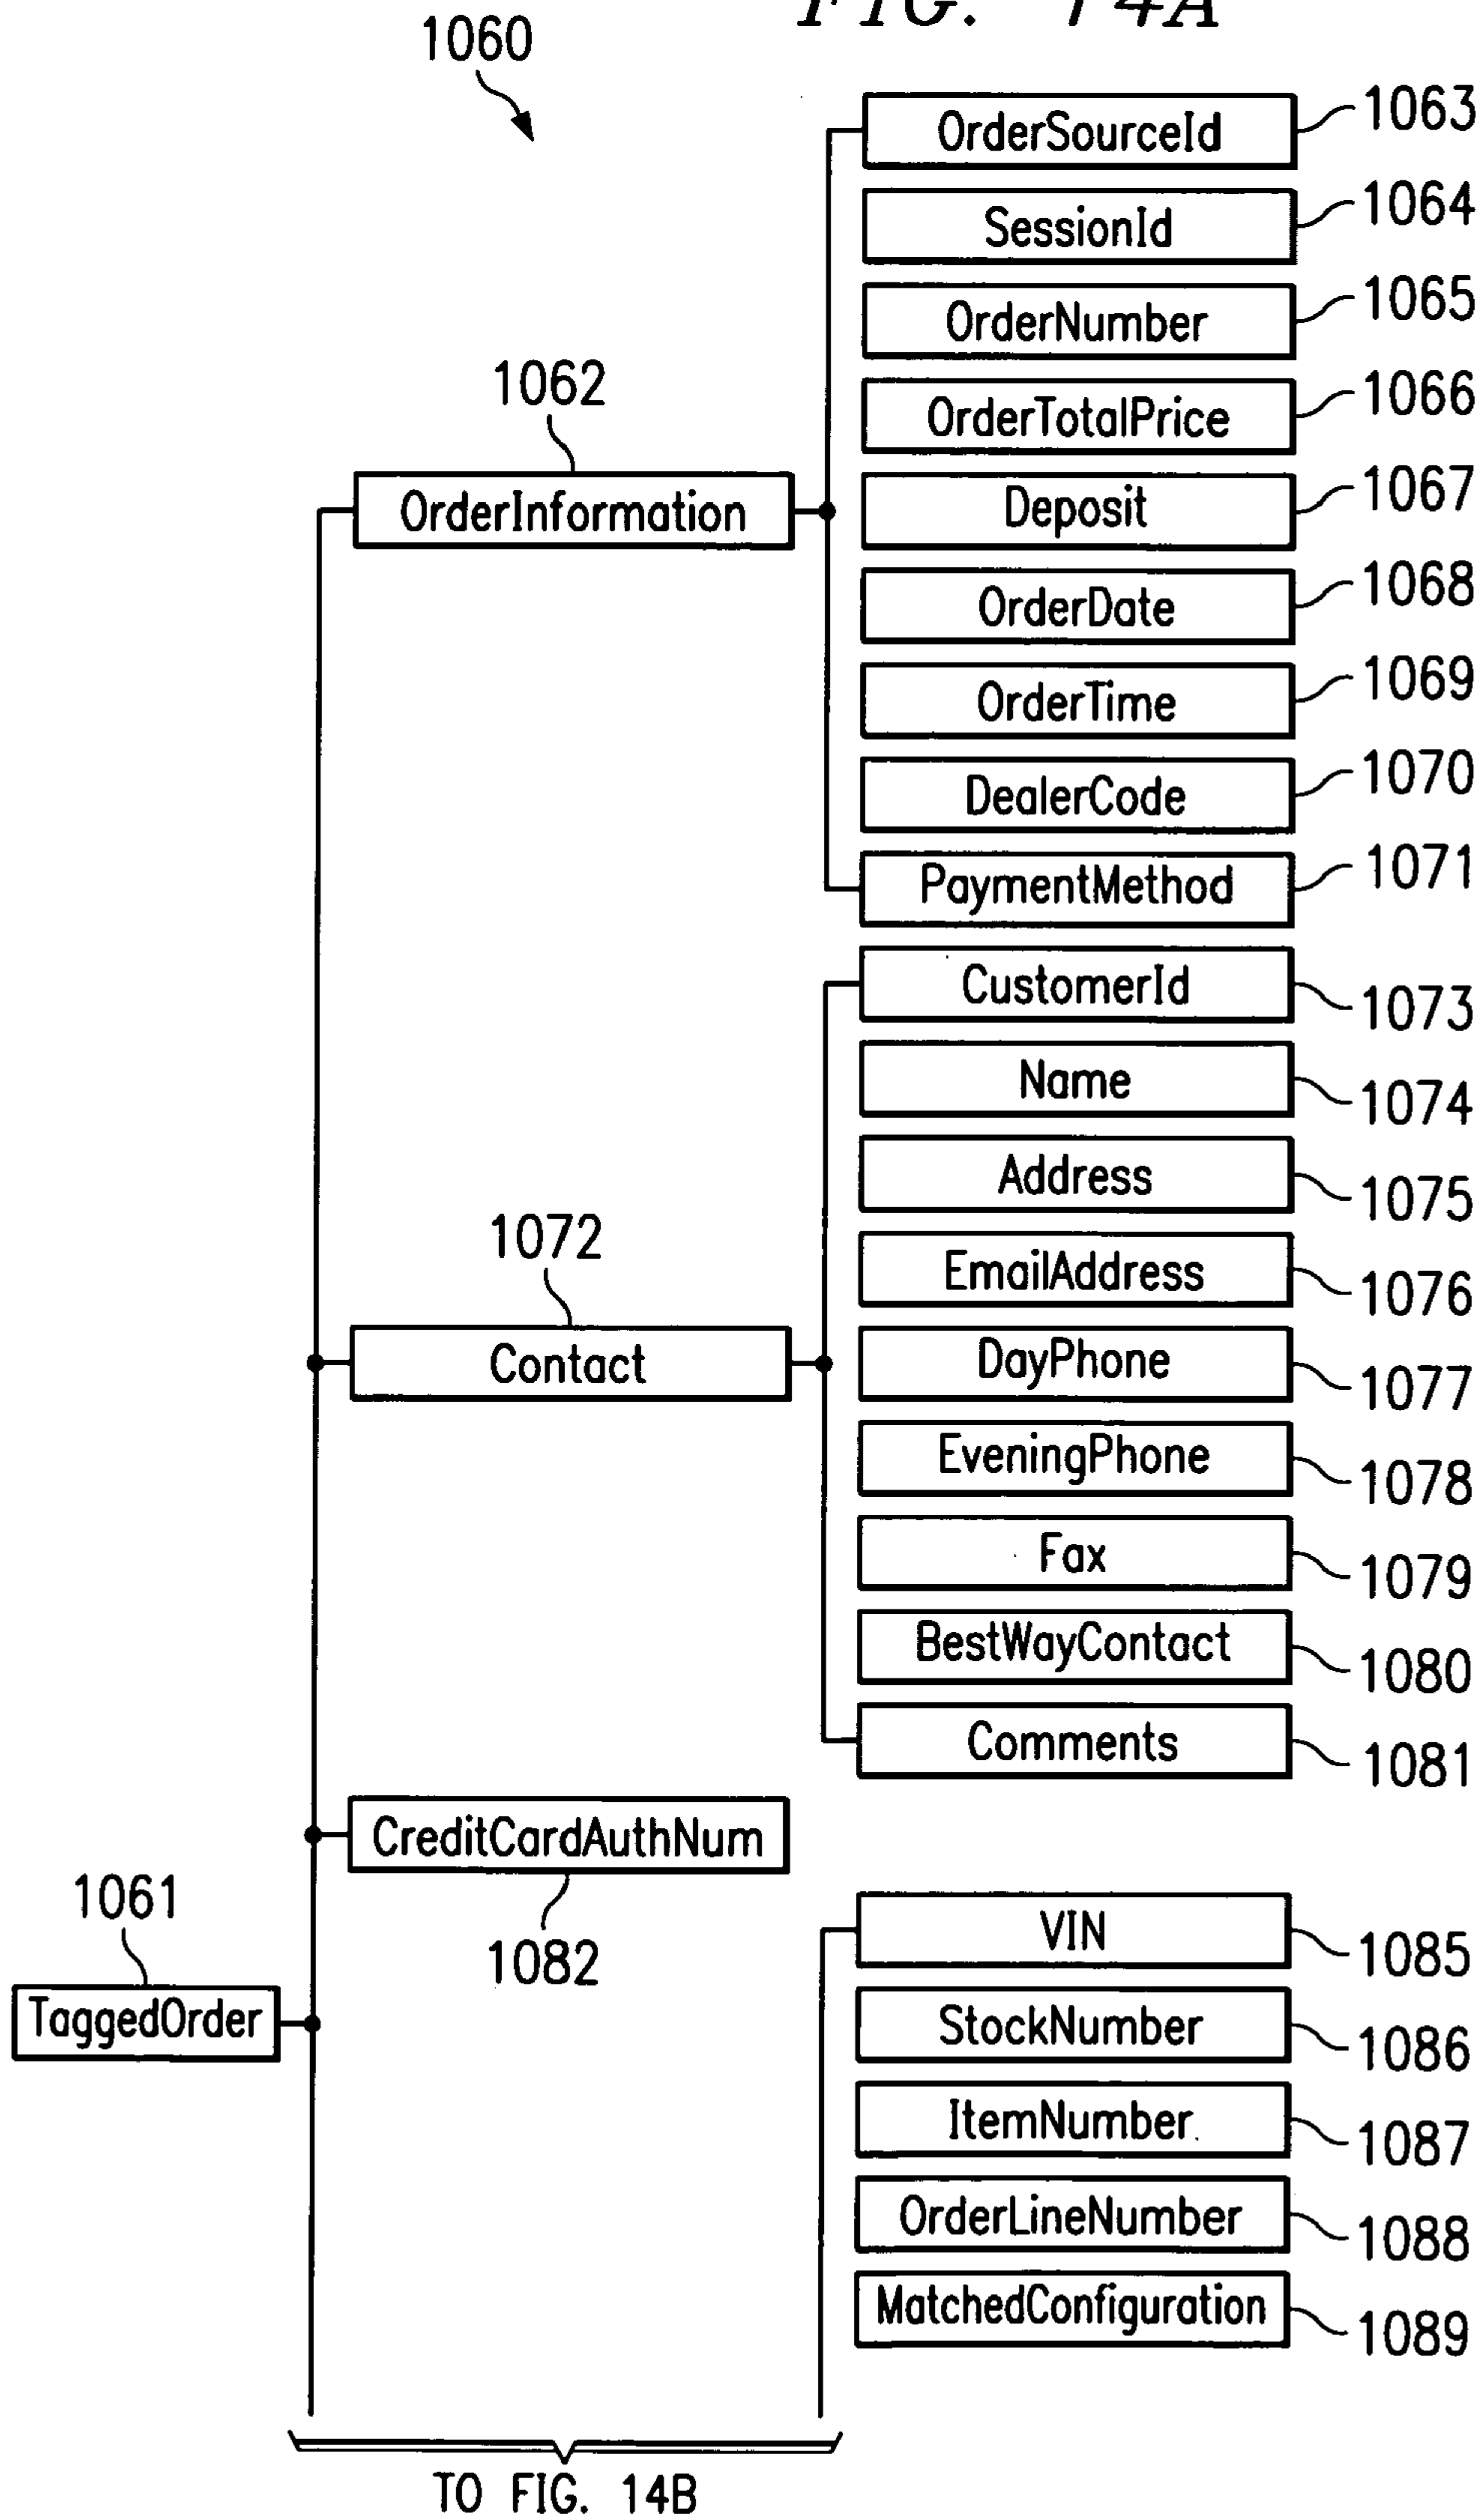 FIG. 14A
1060
OrderSourceId 1063
SessionId 1064
OrderNumber 1065
1062
OrderTotalPrice 1066
OrderInformation
Deposit 1067
OrderDate 1068
OrderTime 1069
DealerCode 1070
PaymentMethod 1071
CustomerId 1073
Name 1074
Address 1075
1072
EmailAddress 1076
Contact
DayPhone 1077
EveningPhone 1078
Fax 1079
BestWayContact 1080
Comments 1081
CreditCardAuthNum
1061
1082
VIN 1085
TaggedOrder
StockNumber 1086
ItemNumber 1087
OrderLineNumber 1088
MatchedConfiguration 1089
TO FIG. 14B